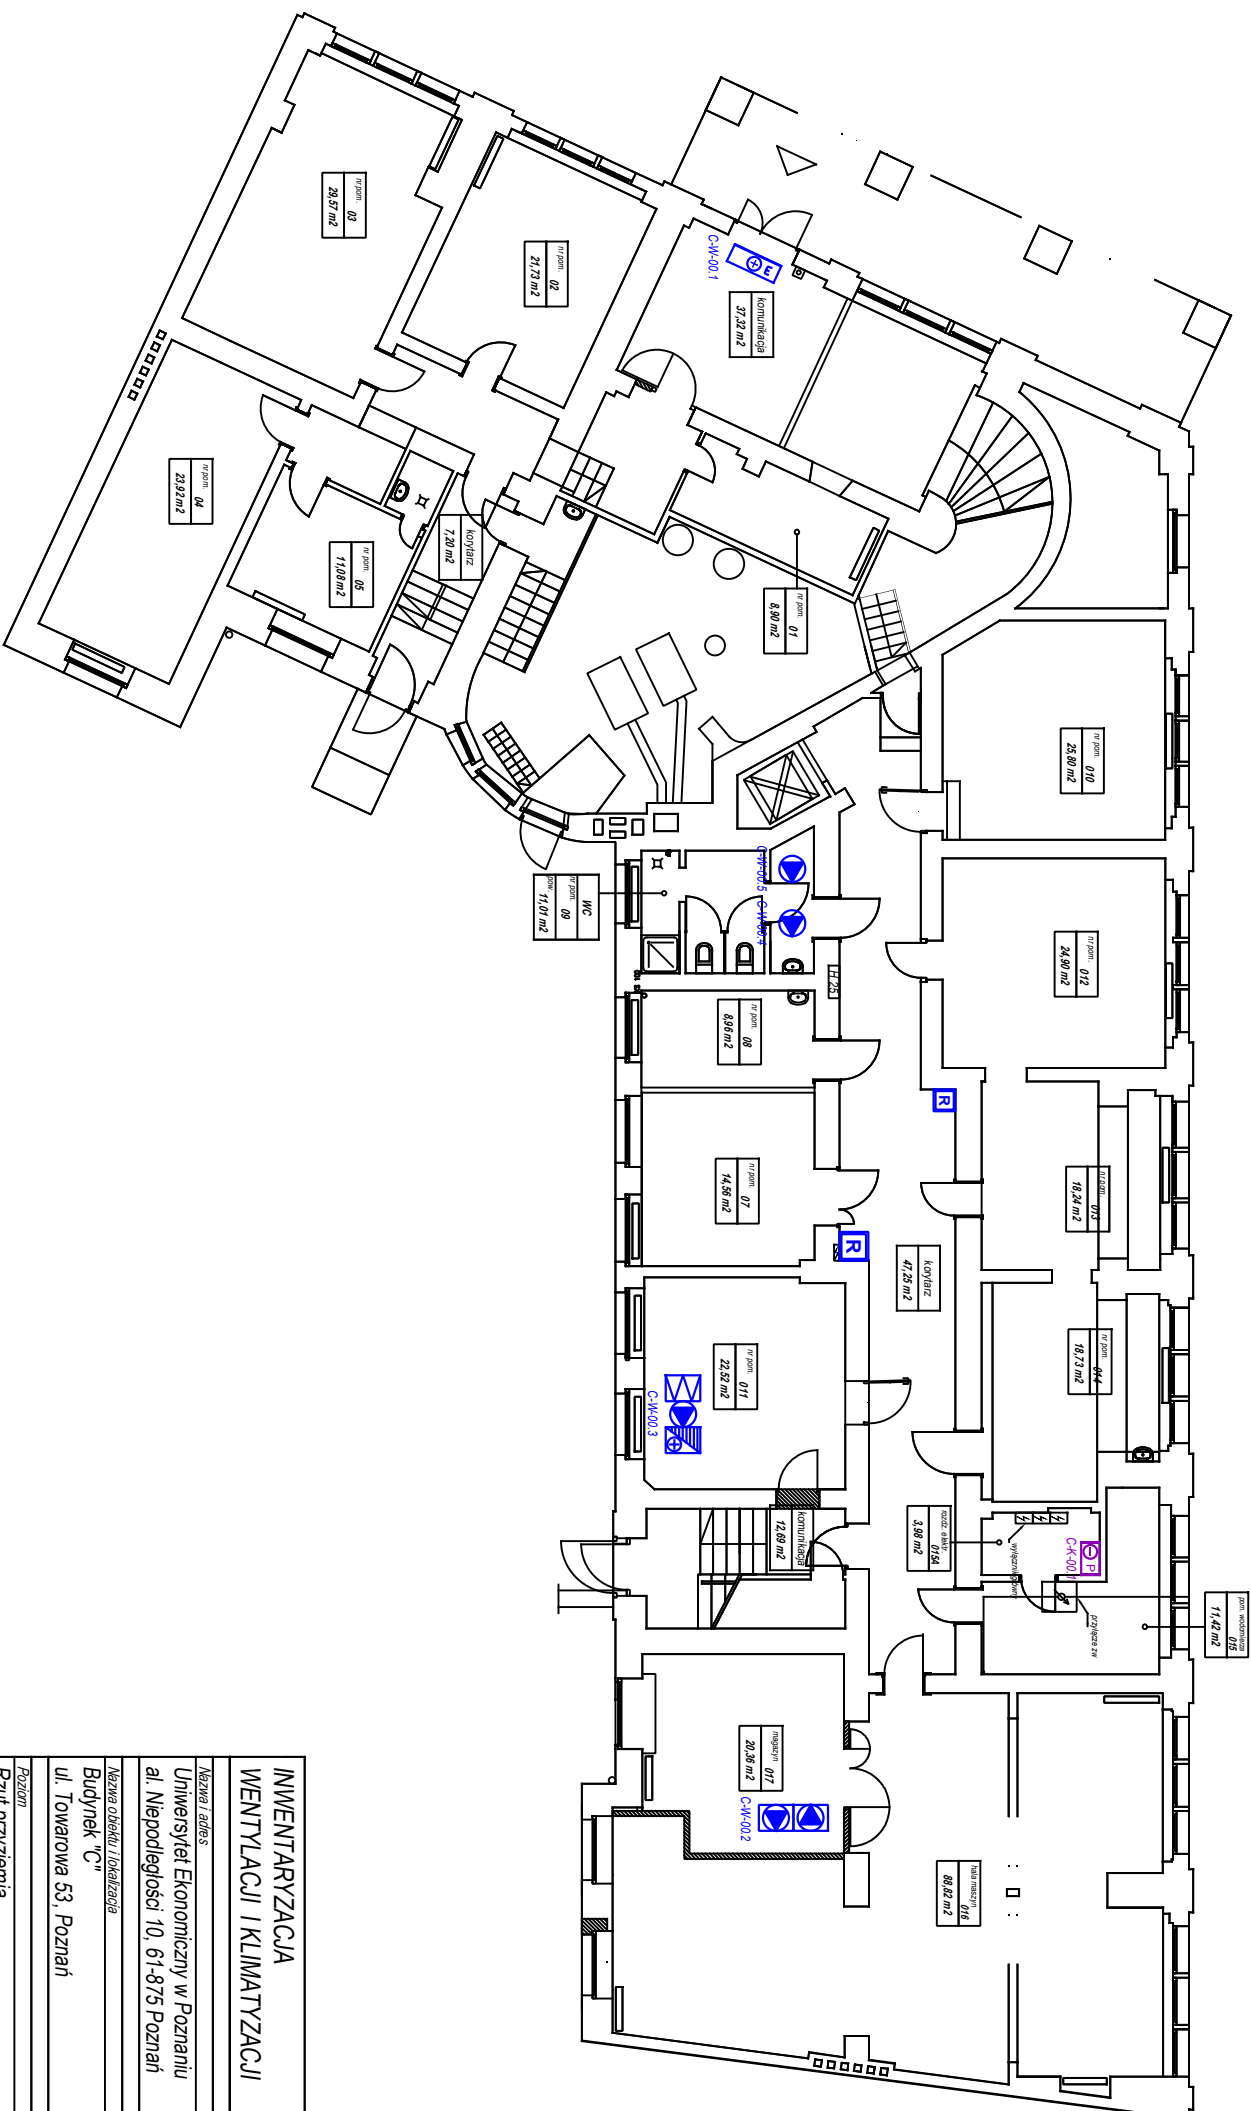 nr pom. 03
29,57 m2
nr pom. 02
21,73 m2
C-W-00.1
E
komunikacja
37,32 m2
nr pom. 04
23,92 m2
nr pom. 05
11,08 m2
korytarz
7,20 m2
nr pom. 01
8,90 m2
nr pom. 010
25,80 m2
WC
nr pom. 09
pow. 11,01 m2
C-W-00.5
C-W-00.4
H 25
nr pom. 012
24,90 m2
nr pom. 08
8,96 m2
R
nr pom. 07
14,56 m2
R
nr pom. 013
18,24 m2
korytarz
47,25 m2
nr pom. 011
22,52 m2
C-W-00.3
nr pom. 014
18,73 m2
komunikacja
12,69 m2
rozdz. elektr.
015A
3,98 m2
wyłącznik główny
C-K-00.1
P
przyłącze zw
pom. wodomierza
015
11,42 m2
magazyn 017
20,36 m2
C-W-00.2
hala maszyn
016
88,82 m2
INWENTARYZACJA
WENTYLACJI I KLIMATYZACJI
Nazwa i adres
Uniwersytet Ekonomiczny w Poznaniu
al. Niepodległości 10, 61-875 Poznań
Nazwa obiektu i lokalizacja
Budynek "C"
ul. Towarowa 53, Poznań
Poziom
Rzut przyziemia